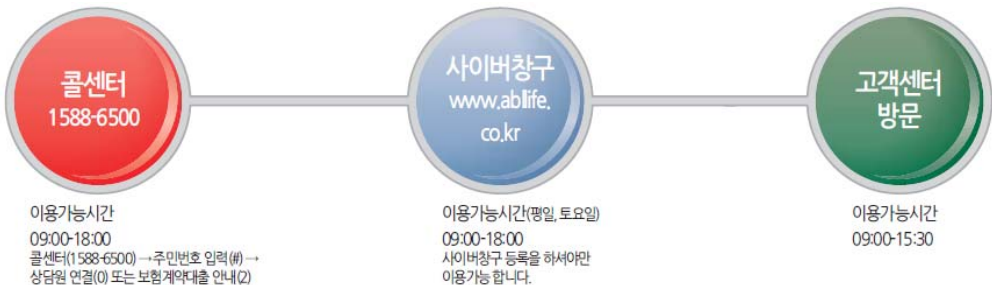 콜센터
1588-6500
이용가능시간
09:00-18:00
콜센터(1588-6500) →주민번호 입력(#) →
상담원 연결(0) 또는 보험계약대출 안내(2)
사이버창구
www.abllife.
co.kr
이용가능시간(평일, 토요일)
09:00-18:00
사이버창구 등록을 하셔야만
이용가능 합니다.
고객센터
방문
이용가능시간
09:00-15:30